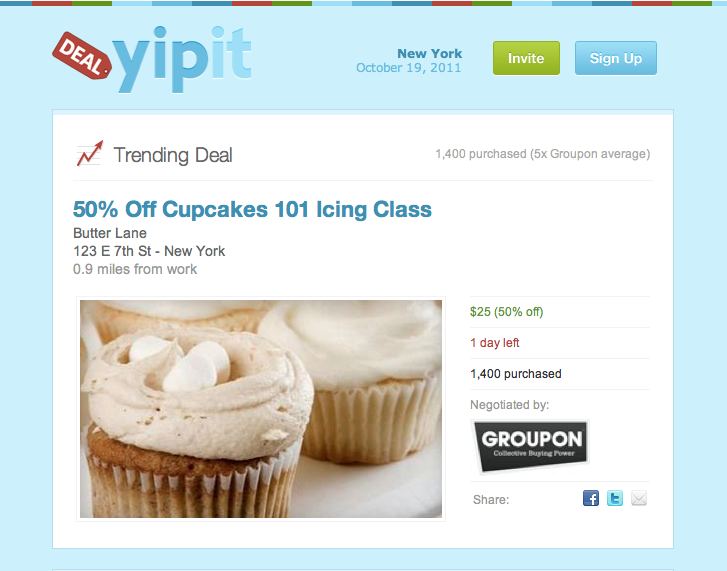 DEAL
yipit
New York
October 19, 2011
Invite
Sign Up
Trending Deal
1,400 purchased (5x Groupon average)
50% Off Cupcakes 101 Icing Class
Butter Lane
123 E 7th St - New York
0.9 miles from work
$25 (50% off)
1 day left
1,400 purchased
Negotiated by:
GROUPON
Collective Buying Power
Share: